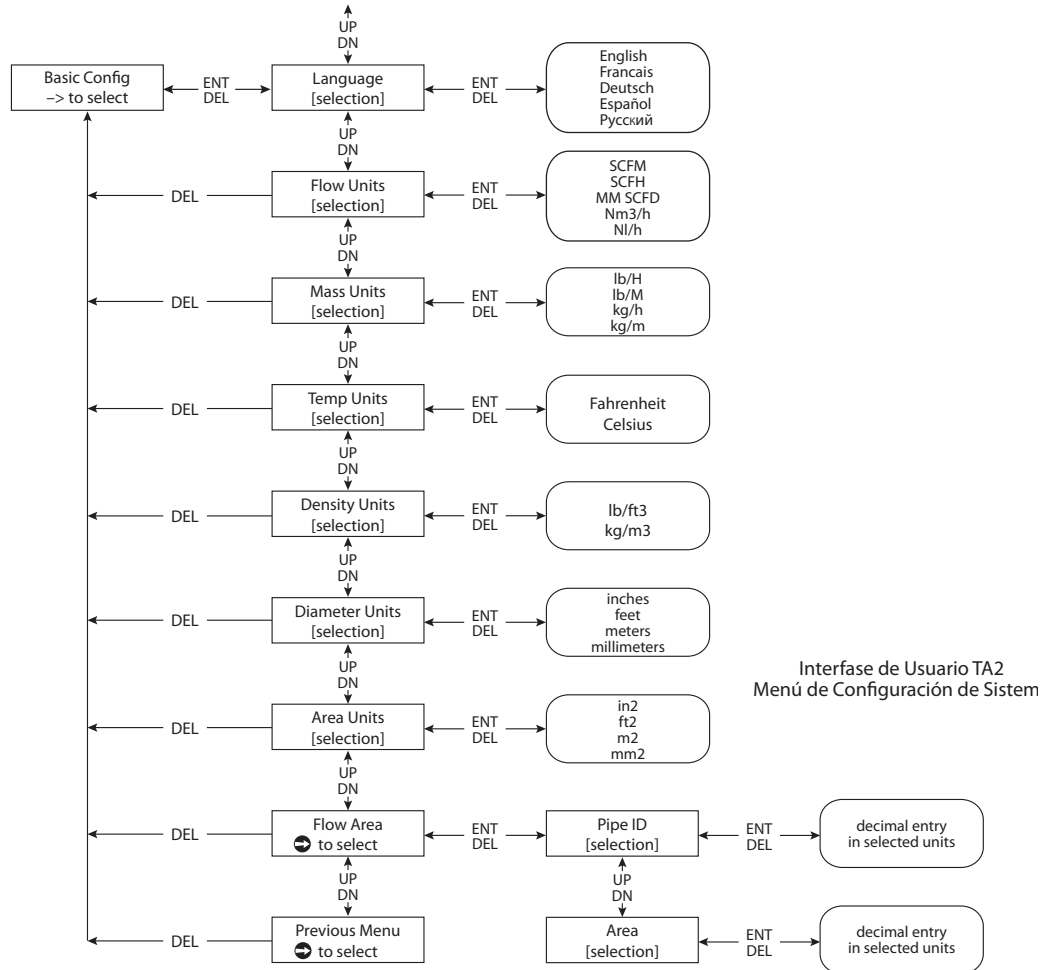 UP
DN
Basic Config
–> to select
ENT
DEL
Language
[selection]
ENT
DEL
English
Francais
Deutsch
Español
Русский
UP
DN
DEL
Flow Units
[selection]
ENT
DEL
SCFM
SCFH
MM SCFD
Nm3/h
Nl/h
UP
DN
DEL
Mass Units
[selection]
ENT
DEL
lb/H
lb/M
kg/h
kg/m
UP
DN
DEL
Temp Units
[selection]
ENT
DEL
Fahrenheit
Celsius
UP
DN
DEL
Density Units
[selection]
ENT
DEL
lb/ft3
kg/m3
UP
DN
DEL
Diameter Units
[selection]
ENT
DEL
inches
feet
meters
millimeters
Interfase de Usuario TA2
Menú de Configuración de Sistem
UP
DN
DEL
Area Units
[selection]
ENT
DEL
in2
ft2
m2
mm2
UP
DN
DEL
Flow Area
➲ to select
ENT
DEL
Pipe ID
[selection]
ENT
DEL
decimal entry
in selected units
UP
DN
UP
DN
DEL
Previous Menu
➲ to select
Area
[selection]
ENT
DEL
decimal entry
in selected units